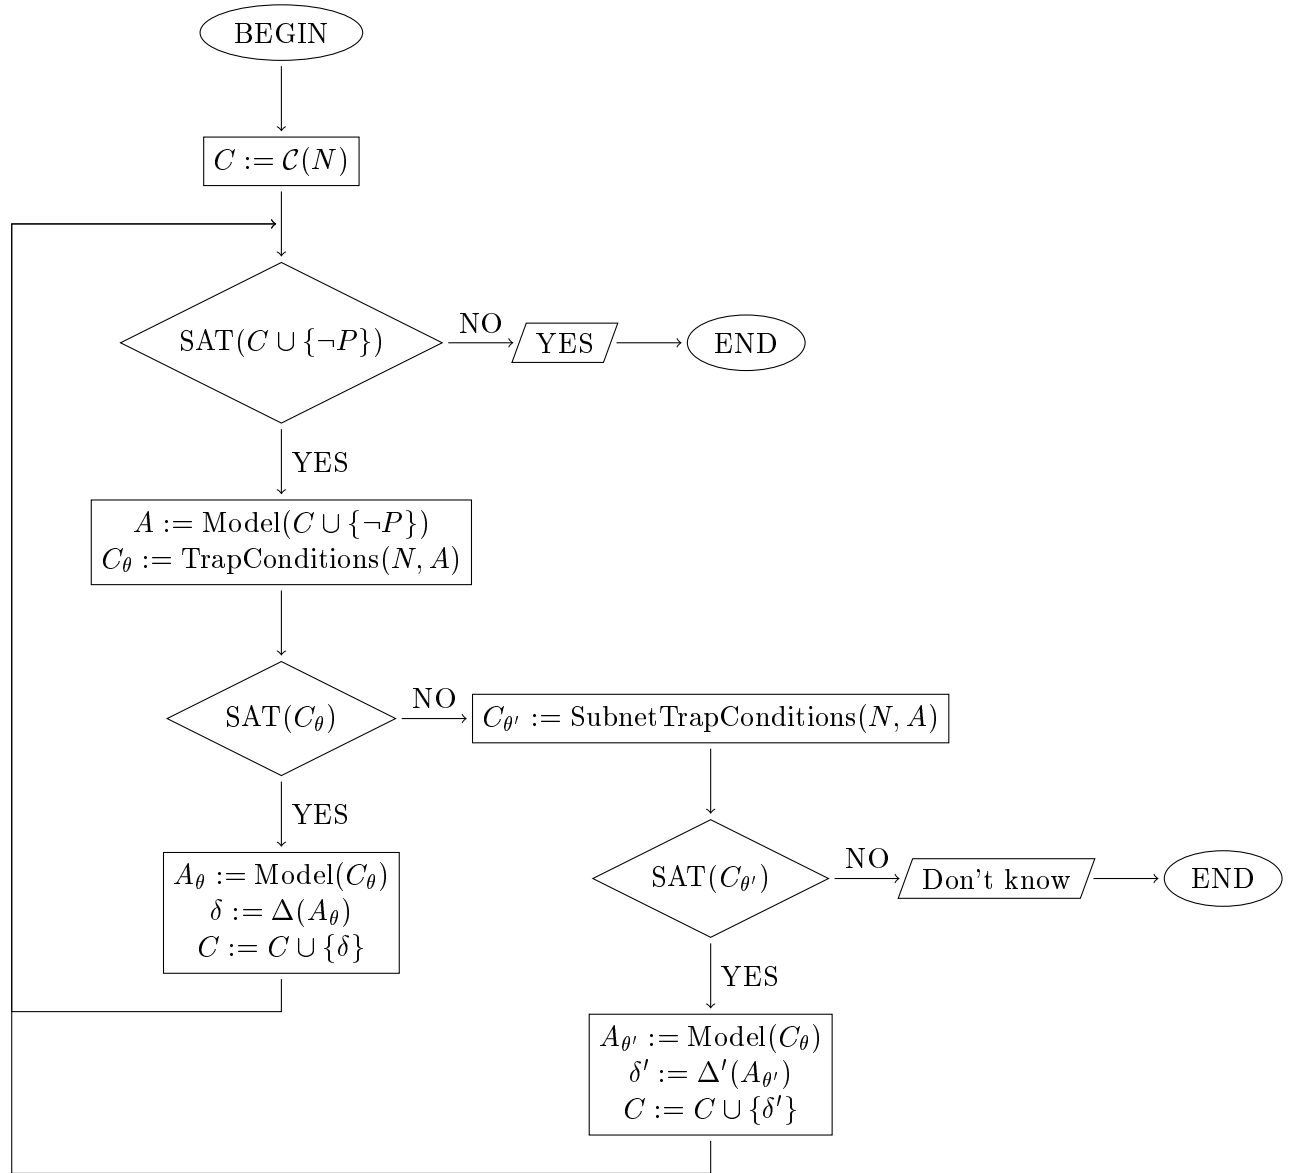 BEGIN
C := 𝒞(N)
SAT(C ∪ {¬P})
NO
YES
END
YES
A := Model(C ∪ {¬P})
C_θ := TrapConditions(N, A)
SAT(C_θ)
NO
C_θ′ := SubnetTrapConditions(N, A)
YES
A_θ := Model(C_θ)
δ := Δ(A_θ)
C := C ∪ {δ}
SAT(C_θ′)
NO
Don't know
END
YES
A_θ′ := Model(C_θ)
δ′ := Δ′(A_θ′)
C := C ∪ {δ′}